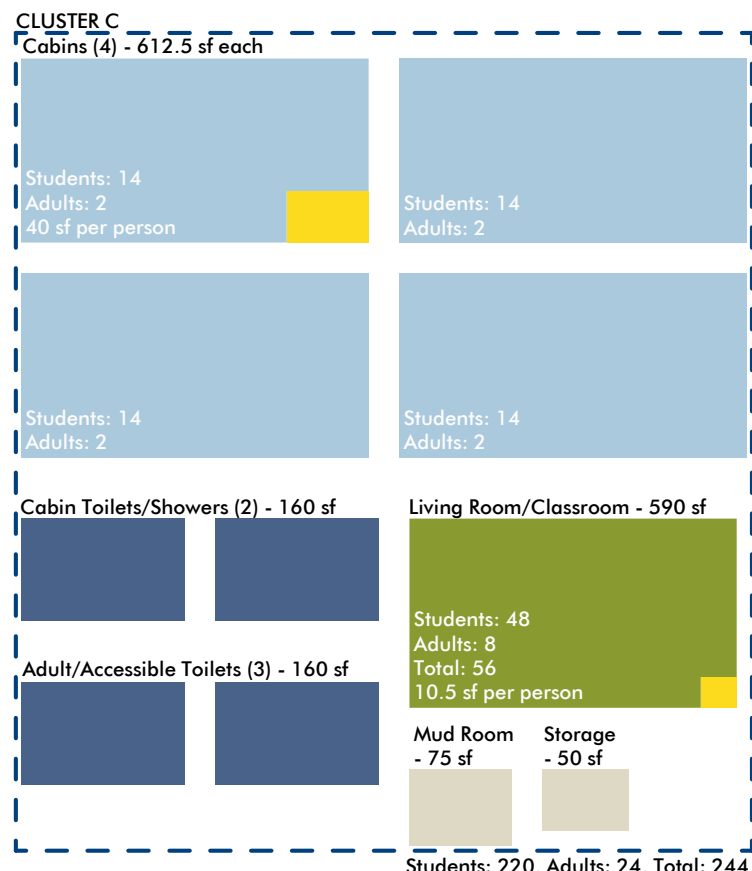 CLUSTER C
Cabins (4) - 612.5 sf each
Students: 14
Adults: 2
40 sf per person
Students: 14
Adults: 2
Students: 14
Adults: 2
Students: 14
Adults: 2
Cabin Toilets/Showers (2) - 160 sf
Living Room/Classroom - 590 sf
Students: 48
Adults: 8
Total: 56
10.5 sf per person
Adult/Accessible Toilets (3) - 160 sf
Mud Room
- 75 sf
Storage
- 50 sf
Students: 220, Adults: 24, Total: 244